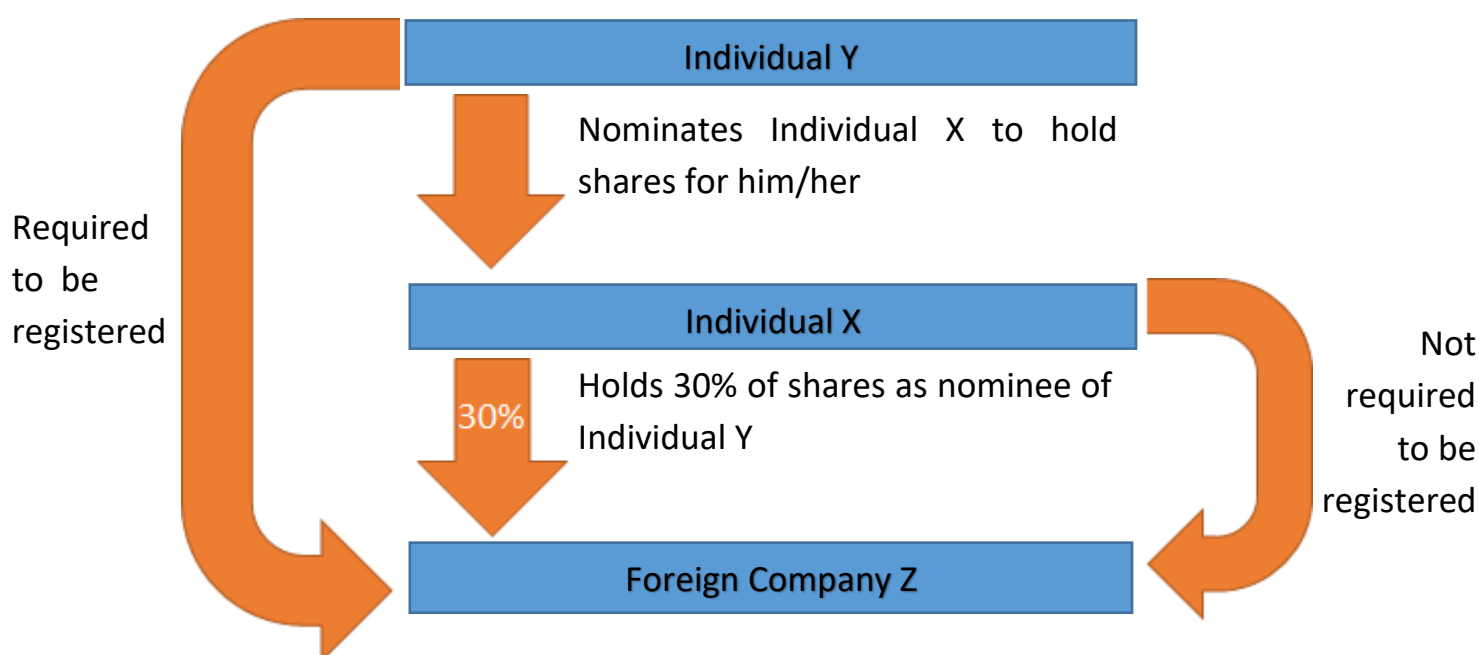 Individual Y
Nominates Individual X to hold
shares for him/her
Required
to be
registered
Individual X
Holds 30% of shares as nominee of
Individual Y
30%
Not
required
to be
registered
Foreign Company Z